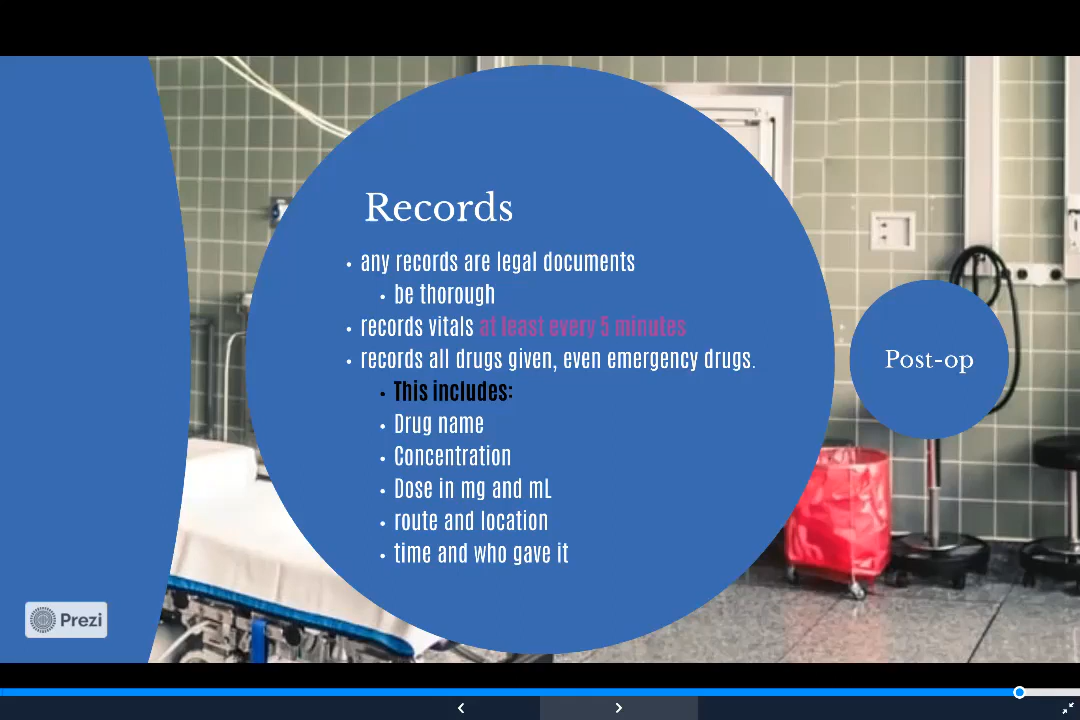 Records
• any records are legal documents
• be thorough
• records vitals at least every 5 minutes
• records all drugs given, even emergency drugs.
• This includes:
• Drug name
• Concentration
• Dose in mg and mL
• route and location
• time and who gave it
Post-op
Prezi